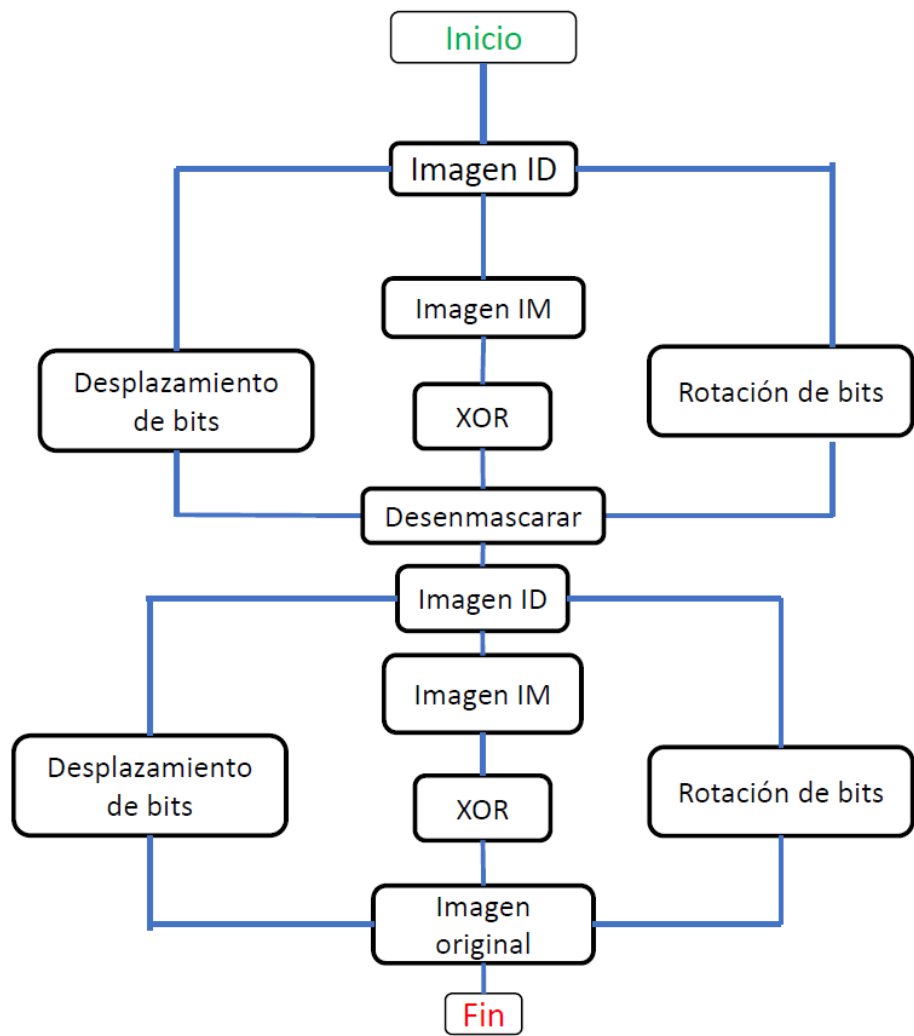 Inicio
Imagen ID
Imagen IM
Desplazamiento
de bits
XOR
Rotación de bits
Desenmascarar
Imagen ID
Imagen IM
Desplazamiento
de bits
XOR
Rotación de bits
Imagen
original
Fin